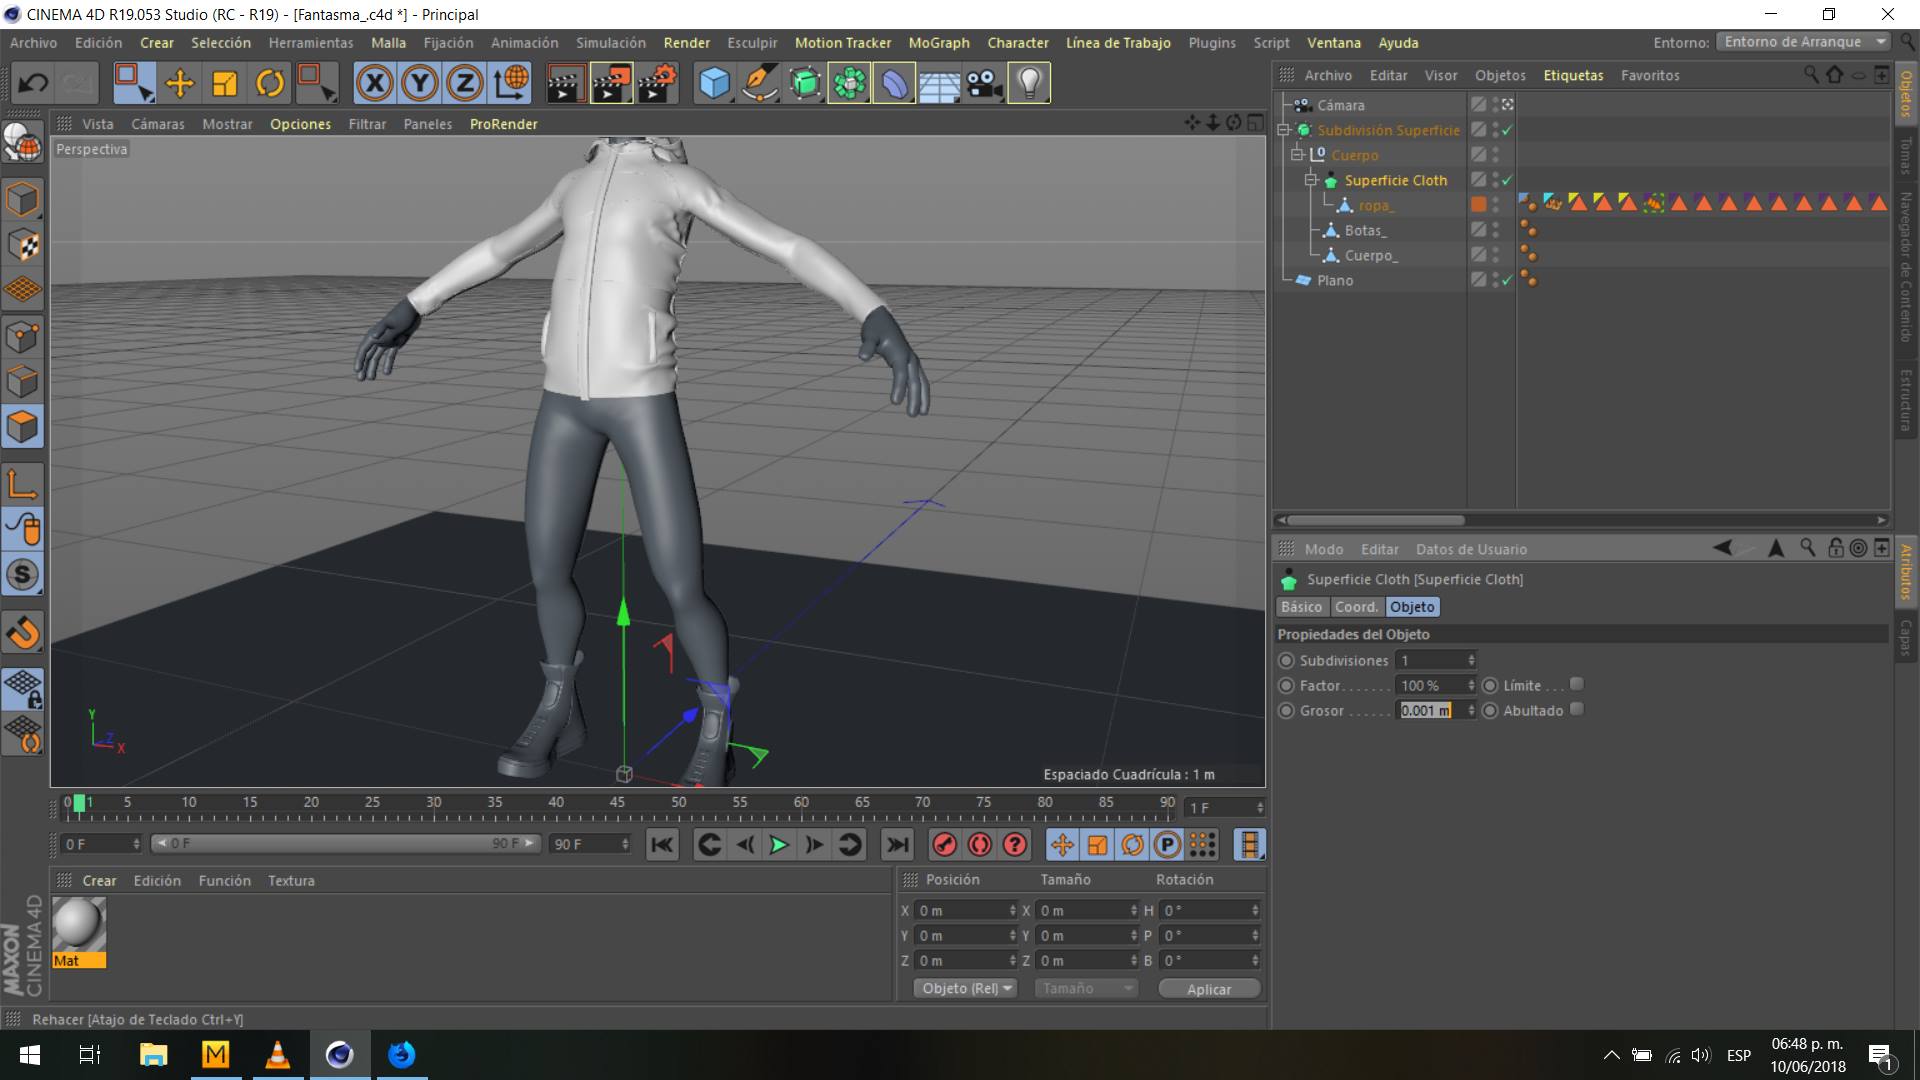 CINEMA 4D R19.053 Studio (RC - R19) - [Fantasma_.c4d *] - Principal
Archivo Edición Crear Selección Herramientas Malla Fijación Animación Simulación Render Esculpir Motion Tracker MoGraph Character Línea de Trabajo Plugins Script Ventana Ayuda Entorno: Entorno de Arranque
X Y Z
Vista Cámaras Mostrar Opciones Filtrar Paneles ProRender
Perspectiva
Archivo Editar Visor Objetos Etiquetas Favoritos
Cámara
Subdivisión Superficie
Cuerpo
Superficie Cloth
ropa_
Botas_
Cuerpo_
Plano
Objetos
Tomas
Navegador de Contenido
Estructura
Modo Editar Datos de Usuario
Superficie Cloth [Superficie Cloth]
Básico Coord. Objeto
Propiedades del Objeto
Subdivisiones 1
Factor....... 100 % Límite ...
Grosor ...... 0.001 m Abultado
Atributos
Capas
S
Y
Z
X
Espaciado Cuadrícula : 1 m
0 1 5 10 15 20 25 30 35 40 45 50 55 60 65 70 75 80 85 90 1 F
0 F 0 F 90 F 90 F P
Crear Edición Función Textura
Mat
MAXON
CINEMA 4D
Posición Tamaño Rotación
X 0 m X 0 m H 0 °
Y 0 m Y 0 m P 0 °
Z 0 m Z 0 m B 0 °
Objeto (Rel) Tamaño Aplicar
Rehacer [Atajo de Teclado Ctrl+Y]
M
ESP
06:48 p. m.
10/06/2018
1